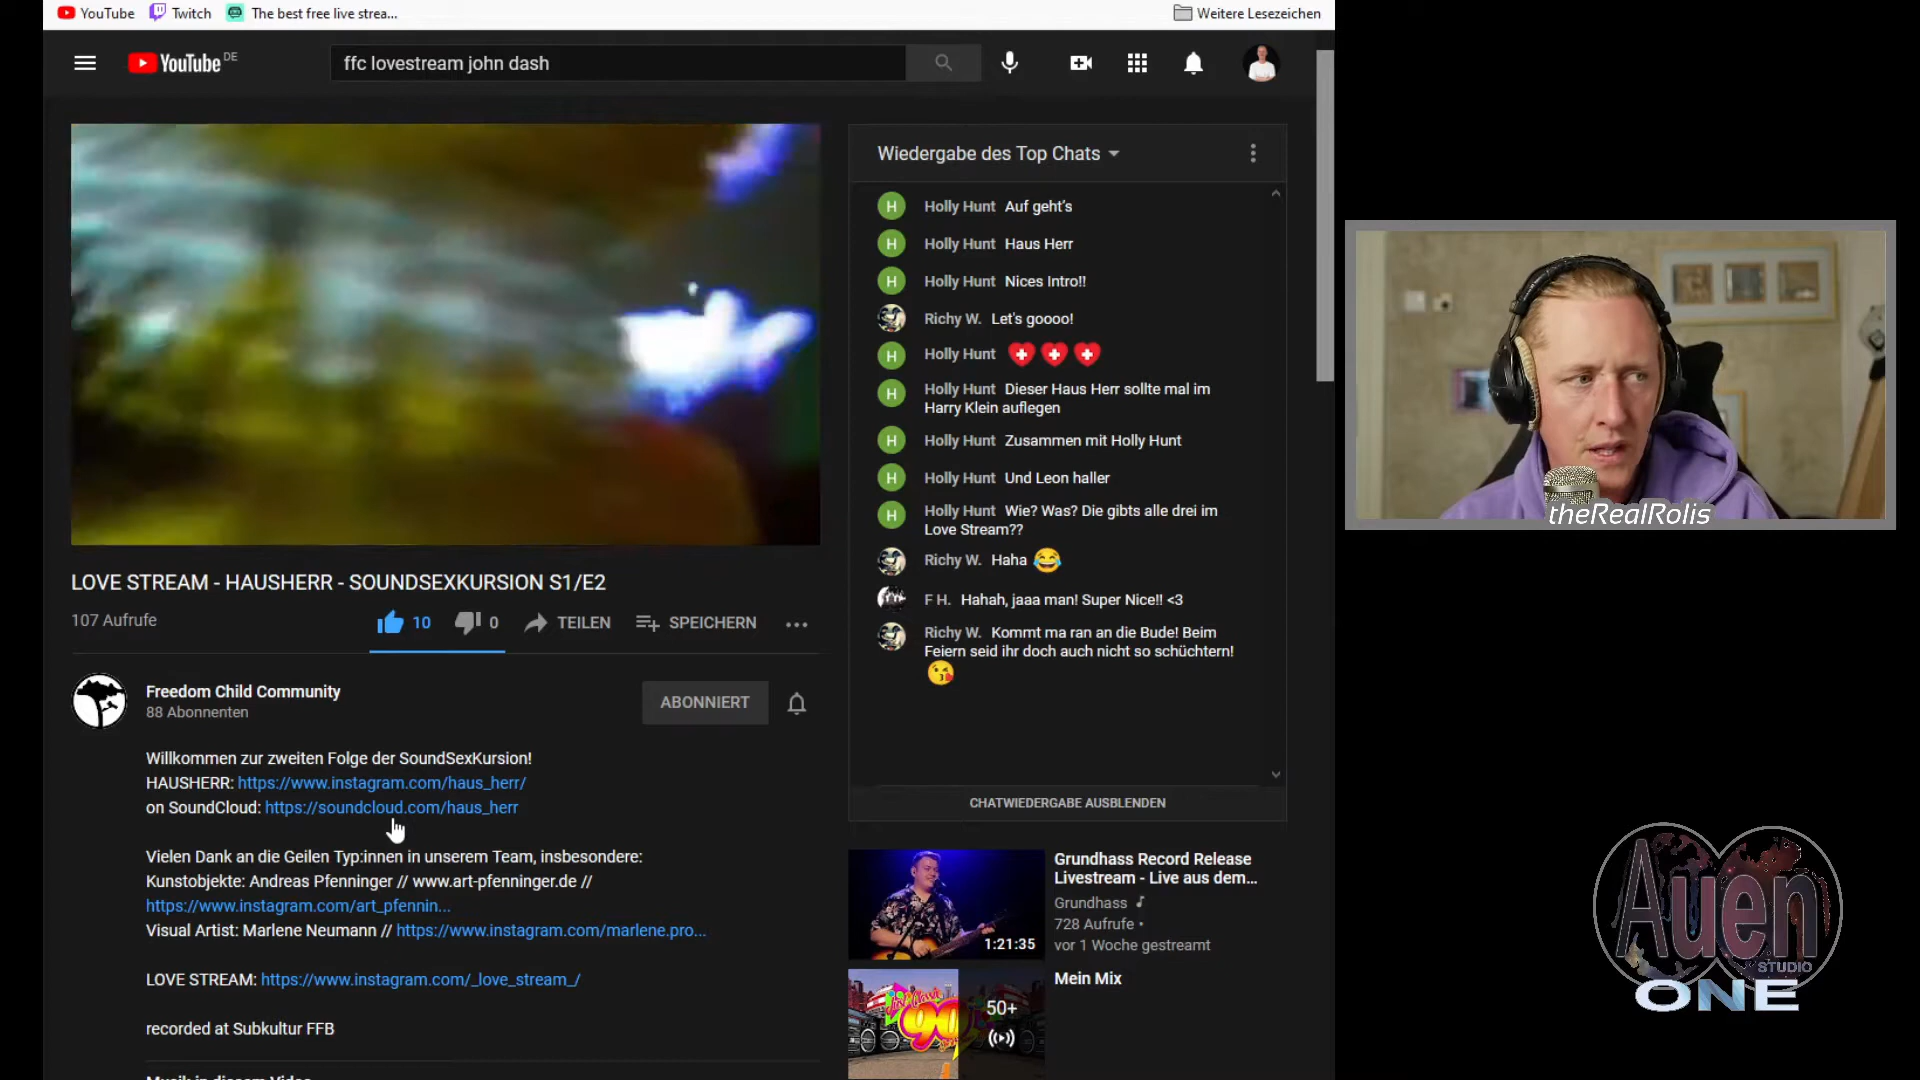 YouTube
Twitch
The best free live strea...
Weitere Lesezeichen
YouTube DE
ffc lovestream john dash
LOVE STREAM - HAUSHERR - SOUNDSEXKURSION S1/E2
107 Aufrufe
10
0
TEILEN
SPEICHERN
Freedom Child Community
88 Abonnenten
ABONNIERT
Willkommen zur zweiten Folge der SoundSexKursion!
HAUSHERR: https://www.instagram.com/haus_herr/
on SoundCloud: https://soundcloud.com/haus_herr
Vielen Dank an die Geilen Typ:innen in unserem Team, insbesondere:
Kunstobjekte: Andreas Pfenninger // www.art-pfenninger.de //
https://www.instagram.com/art_pfennin...
Visual Artist: Marlene Neumann // https://www.instagram.com/marlene.pro...
LOVE STREAM: https://www.instagram.com/_love_stream_/
recorded at Subkultur FFB
Musik in diesem Video
Wiedergabe des Top Chats
H Holly Hunt Auf geht's
H Holly Hunt Haus Herr
H Holly Hunt Nices Intro!!
Richy W. Let's goooo!
H Holly Hunt
H Holly Hunt Dieser Haus Herr sollte mal im
Harry Klein auflegen
H Holly Hunt Zusammen mit Holly Hunt
H Holly Hunt Und Leon haller
H Holly Hunt Wie? Was? Die gibts alle drei im
Love Stream??
Richy W. Haha 😂
F H. Hahah, jaaa man! Super Nice!! <3
Richy W. Kommt ma ran an die Bude! Beim
Feiern seid ihr doch auch nicht so schüchtern!
😘
CHATWIEDERGABE AUSBLENDEN
Grundhass Record Release
Livestream - Live aus dem...
Grundhass
728 Aufrufe •
vor 1 Woche gestreamt
1:21:35
Mein Mix
50+
90
theRealRolis
Auen
STUDIO
ONE